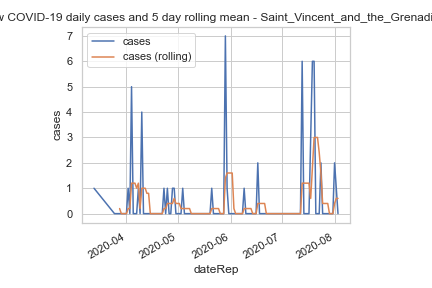 COVID-19 daily cases and 5 day rolling mean - Saint_Vincent_and_the_Grenadi
cases
cases (rolling)
7
6
5
4
3
2
1
0
cases
2020-04
2020-05
2020-06
2020-07
2020-08
dateRep